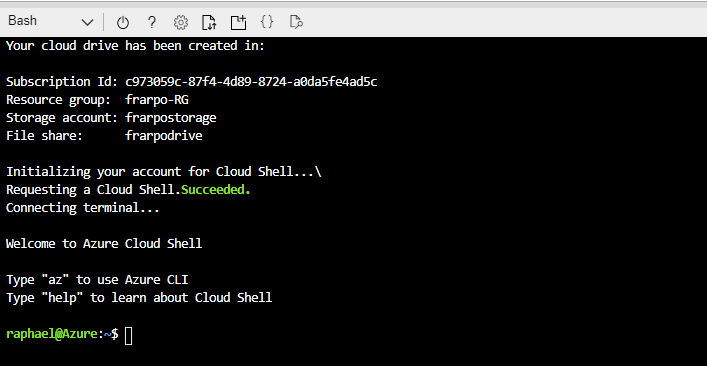 Bash
Your cloud drive has been created in:
Subscription Id: c973059c-87f4-4d89-8724-a0da5fe4ad5c
Resource group:  frarpo-RG
Storage account: frarpostorage
File share:      frarpodrive
Initializing your account for Cloud Shell...\
Requesting a Cloud Shell.Succeeded.
Connecting terminal...
Welcome to Azure Cloud Shell
Type "az" to use Azure CLI
Type "help" to learn about Cloud Shell
raphael@Azure:~$